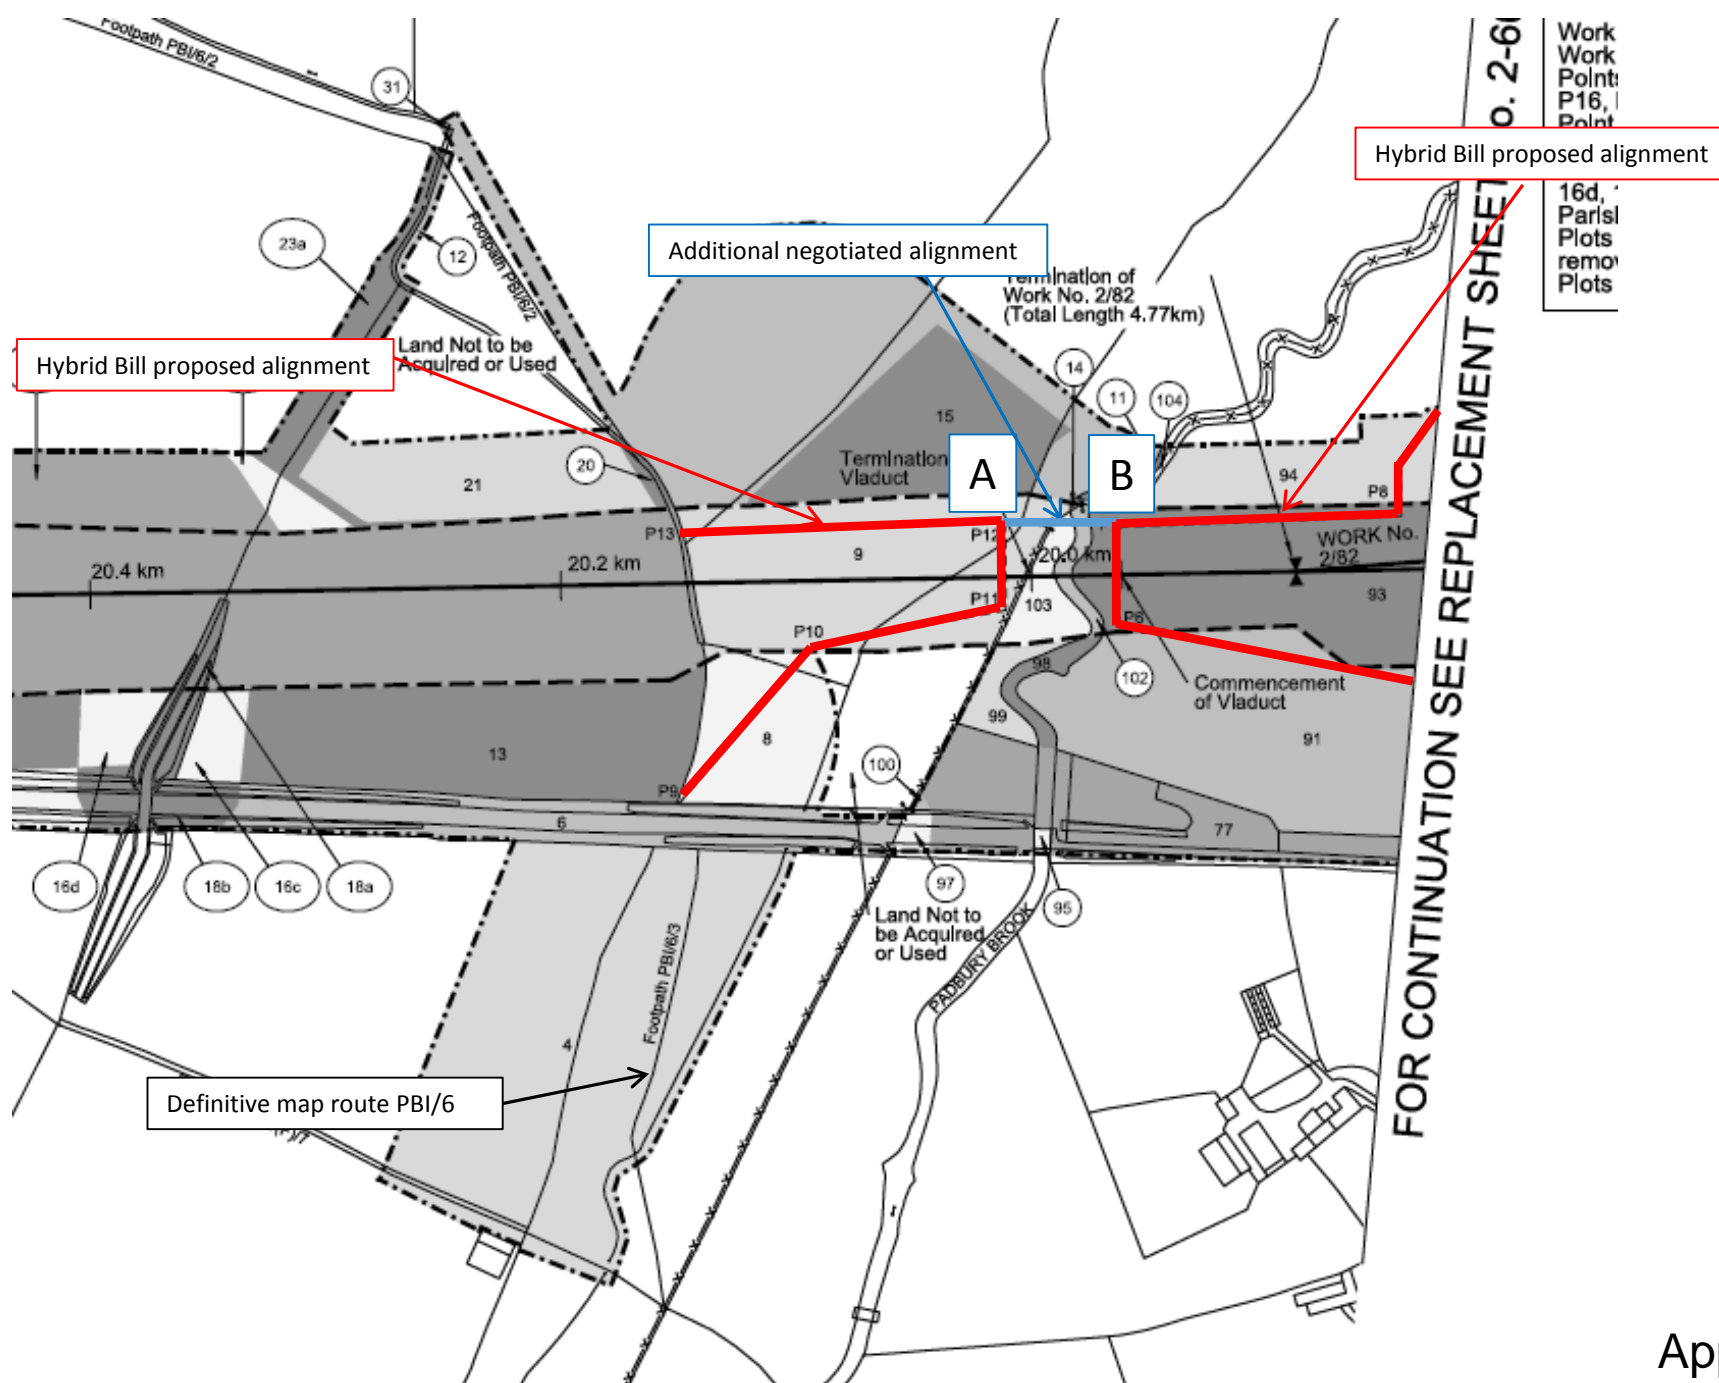 Footpath PBI/6/2
31
Work
Work
Points
P16,
Point
16d,
Plots
Plots
Hybrid Bill proposed alignment
FOR CONTINUATION SEE REPLACEMENT SHEET No. 2-6
23a
12
Footpath PBI/6/2
Additional negotiated alignment
Termination of
Work No. 2/82
(Total Length 4.77km)
Hybrid Bill proposed alignment
Land Not to be
Acquired or Used
14
11
104
15
20
21
Termination
Viaduct
A
B
94
P8
P13
P12
9
20.4 km
20.2 km
20.0 km
WORK No.
2/82
P11
103
93
P10
P6
98
102
Commencement
of Viaduct
99
91
13
8
100
P9
6
77
16d
18b
16c
18a
97
95
Land Not to
be Acquired
or Used
PADBURY BROOK
Footpath PBI/6/3
4
Definitive map route PBI/6